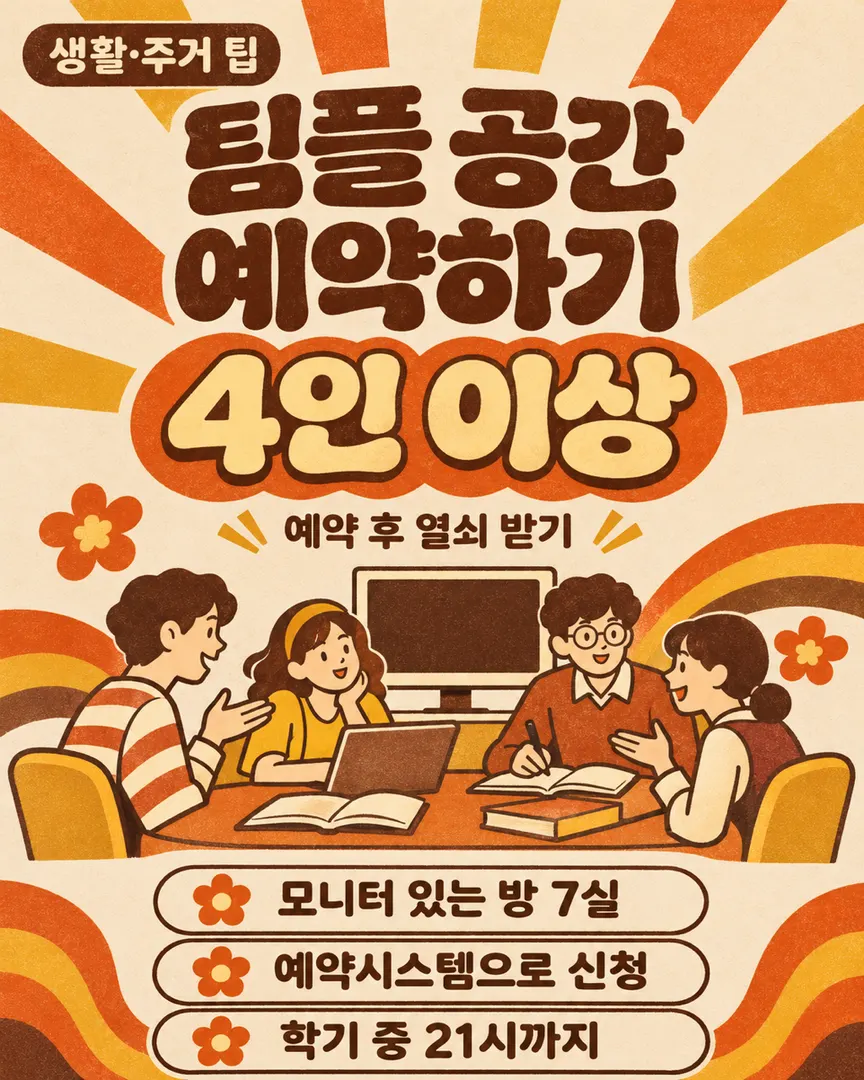 생활·주거 팁
팀플 공간
예약하기
4인 이상
예약 후 열쇠 받기
모니터 있는 방 7실
예약시스템으로 신청
학기 중 21시까지